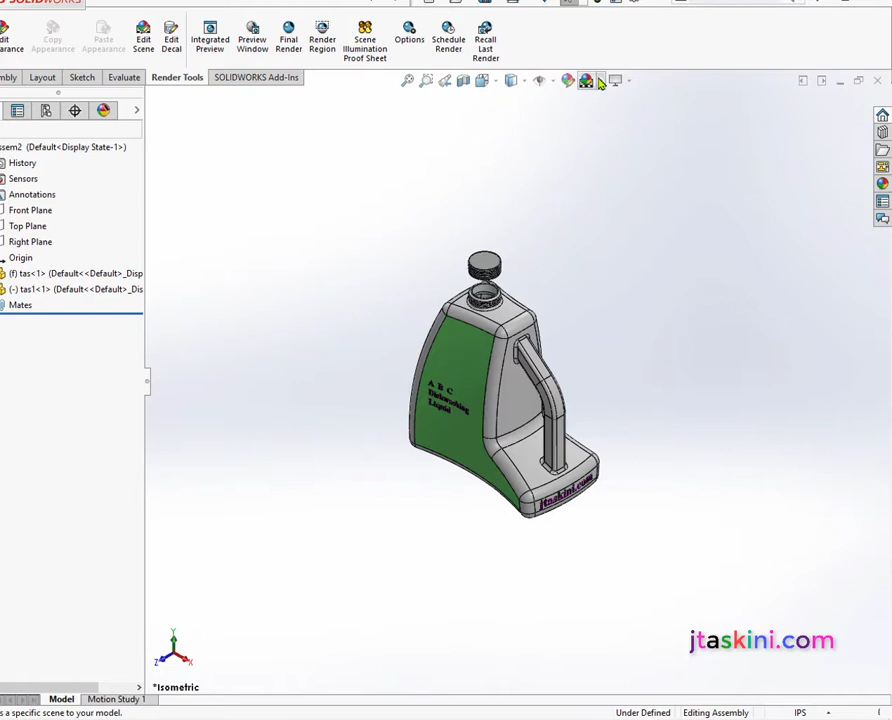 SOLIDWORKS
Edit
Appearance
Copy
Appearance
Paste
Appearance
Edit
Scene
Edit
Decal
Integrated
Preview
Preview
Window
Final
Render
Render
Region
Scene
Illumination
Proof Sheet
Options
Schedule
Render
Recall
Last
Render
mbly
Layout
Sketch
Evaluate
Render Tools
SOLIDWORKS Add-Ins
ssem2 (Default<Display State-1>)
History
Sensors
Annotations
Front Plane
Top Plane
Right Plane
Origin
(f) tas<1> (Default<<Default>_Disp
(-) tas1<1> (Default<<Default>_Dis
Mates
A B C
Dishwashing
Liquid
jtaskini.com
jtaskini.com
Y
Z
X
*Isometric
Model
Motion Study 1
s a specific scene to your model.
Under Defined
Editing Assembly
IPS